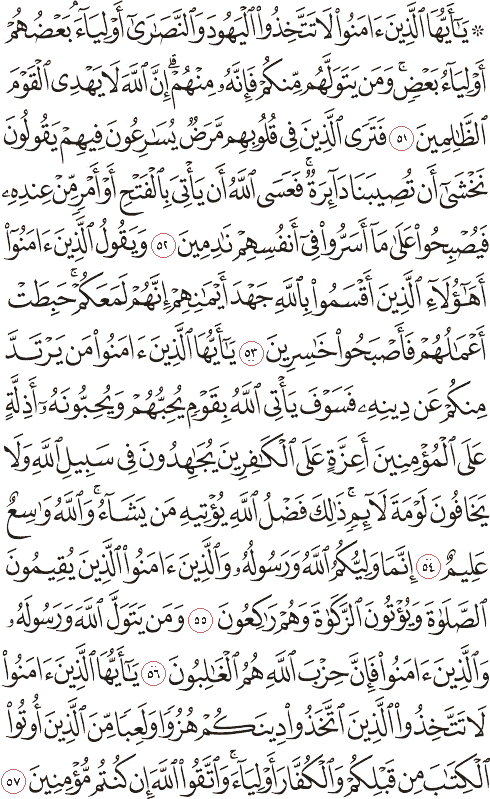 ۞ يَٰٓأَيُّهَا ٱلَّذِينَ ءَامَنُوا۟ لَا تَتَّخِذُوا۟ ٱلْيَهُودَ وَٱلنَّصَٰرَىٰٓ أَوْلِيَآءَ ۘ بَعْضُهُمْ
أَوْلِيَآءُ بَعْضٍ ۚ وَمَن يَتَوَلَّهُم مِّنكُمْ فَإِنَّهُۥ مِنْهُمْ ۗ إِنَّ ٱللَّهَ لَا يَهْدِى ٱلْقَوْمَ
ٱلظَّٰلِمِينَ ٥١ فَتَرَى ٱلَّذِينَ فِى قُلُوبِهِم مَّرَضٌ يُسَٰرِعُونَ فِيهِمْ يَقُولُونَ
نَخْشَىٰٓ أَن تُصِيبَنَا دَآئِرَةٌ ۚ فَعَسَى ٱللَّهُ أَن يَأْتِىَ بِٱلْفَتْحِ أَوْ أَمْرٍ مِّنْ عِندِهِۦ
فَيُصْبِحُوا۟ عَلَىٰ مَآ أَسَرُّوا۟ فِىٓ أَنفُسِهِمْ نَٰدِمِينَ ٥٢ وَيَقُولُ ٱلَّذِينَ ءَامَنُوٓا۟
أَهَٰٓؤُلَآءِ ٱلَّذِينَ أَقْسَمُوا۟ بِٱللَّهِ جَهْدَ أَيْمَٰنِهِمْ إِنَّهُمْ لَمَعَكُمْ ۚ حَبِطَتْ
أَعْمَٰلُهُمْ فَأَصْبَحُوا۟ خَٰسِرِينَ ٥٣ يَٰٓأَيُّهَا ٱلَّذِينَ ءَامَنُوا۟ مَن يَرْتَدَّ
مِنكُمْ عَن دِينِهِۦ فَسَوْفَ يَأْتِى ٱللَّهُ بِقَوْمٍ يُحِبُّهُمْ وَيُحِبُّونَهُۥٓ أَذِلَّةٍ
عَلَى ٱلْمُؤْمِنِينَ أَعِزَّةٍ عَلَى ٱلْكَٰفِرِينَ يُجَٰهِدُونَ فِى سَبِيلِ ٱللَّهِ وَلَا
يَخَافُونَ لَوْمَةَ لَآئِمٍ ۚ ذَٰلِكَ فَضْلُ ٱللَّهِ يُؤْتِيهِ مَن يَشَآءُ ۚ وَٱللَّهُ وَٰسِعٌ
عَلِيمٌ ٥٤ إِنَّمَا وَلِيُّكُمُ ٱللَّهُ وَرَسُولُهُۥ وَٱلَّذِينَ ءَامَنُوا۟ ٱلَّذِينَ يُقِيمُونَ
ٱلصَّلَوٰةَ وَيُؤْتُونَ ٱلزَّكَوٰةَ وَهُمْ رَٰكِعُونَ ٥٥ وَمَن يَتَوَلَّ ٱللَّهَ وَرَسُولَهُۥ
وَٱلَّذِينَ ءَامَنُوا۟ فَإِنَّ حِزْبَ ٱللَّهِ هُمُ ٱلْغَٰلِبُونَ ٥٦ يَٰٓأَيُّهَا ٱلَّذِينَ ءَامَنُوا۟
لَا تَتَّخِذُوا۟ ٱلَّذِينَ ٱتَّخَذُوا۟ دِينَكُمْ هُزُوًا وَلَعِبًا مِّنَ ٱلَّذِينَ أُوتُوا۟
ٱلْكِتَٰبَ مِن قَبْلِكُمْ وَٱلْكُفَّارَ أَوْلِيَآءَ ۚ وَٱتَّقُوا۟ ٱللَّهَ إِن كُنتُم مُّؤْمِنِينَ ٥٧